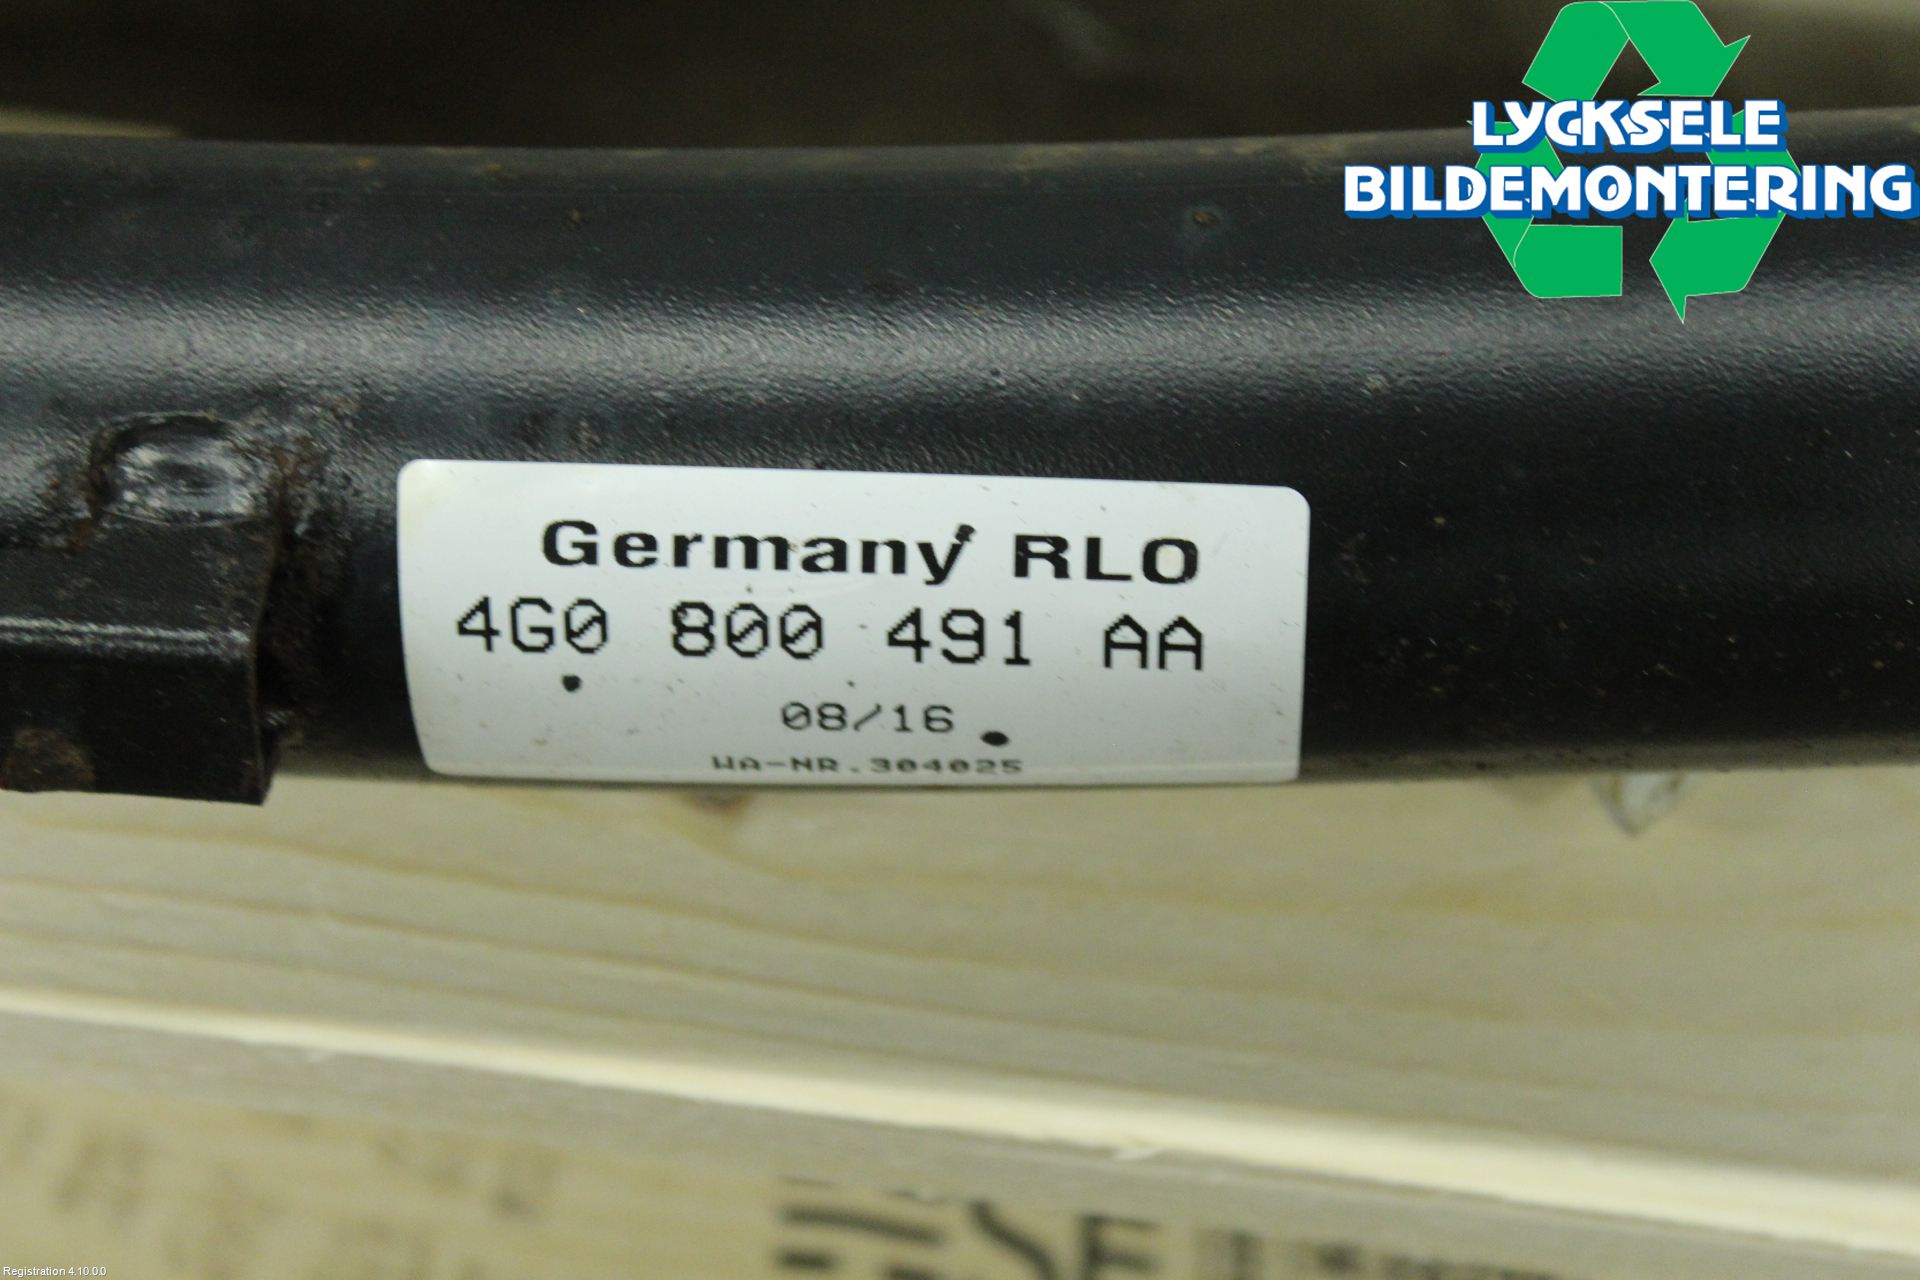 LYCKSELE
BILDEMONTERING
Germany RLO
4G0 800 491 AA
08/16
WA-NR.304025
Registration 4.10.0.0